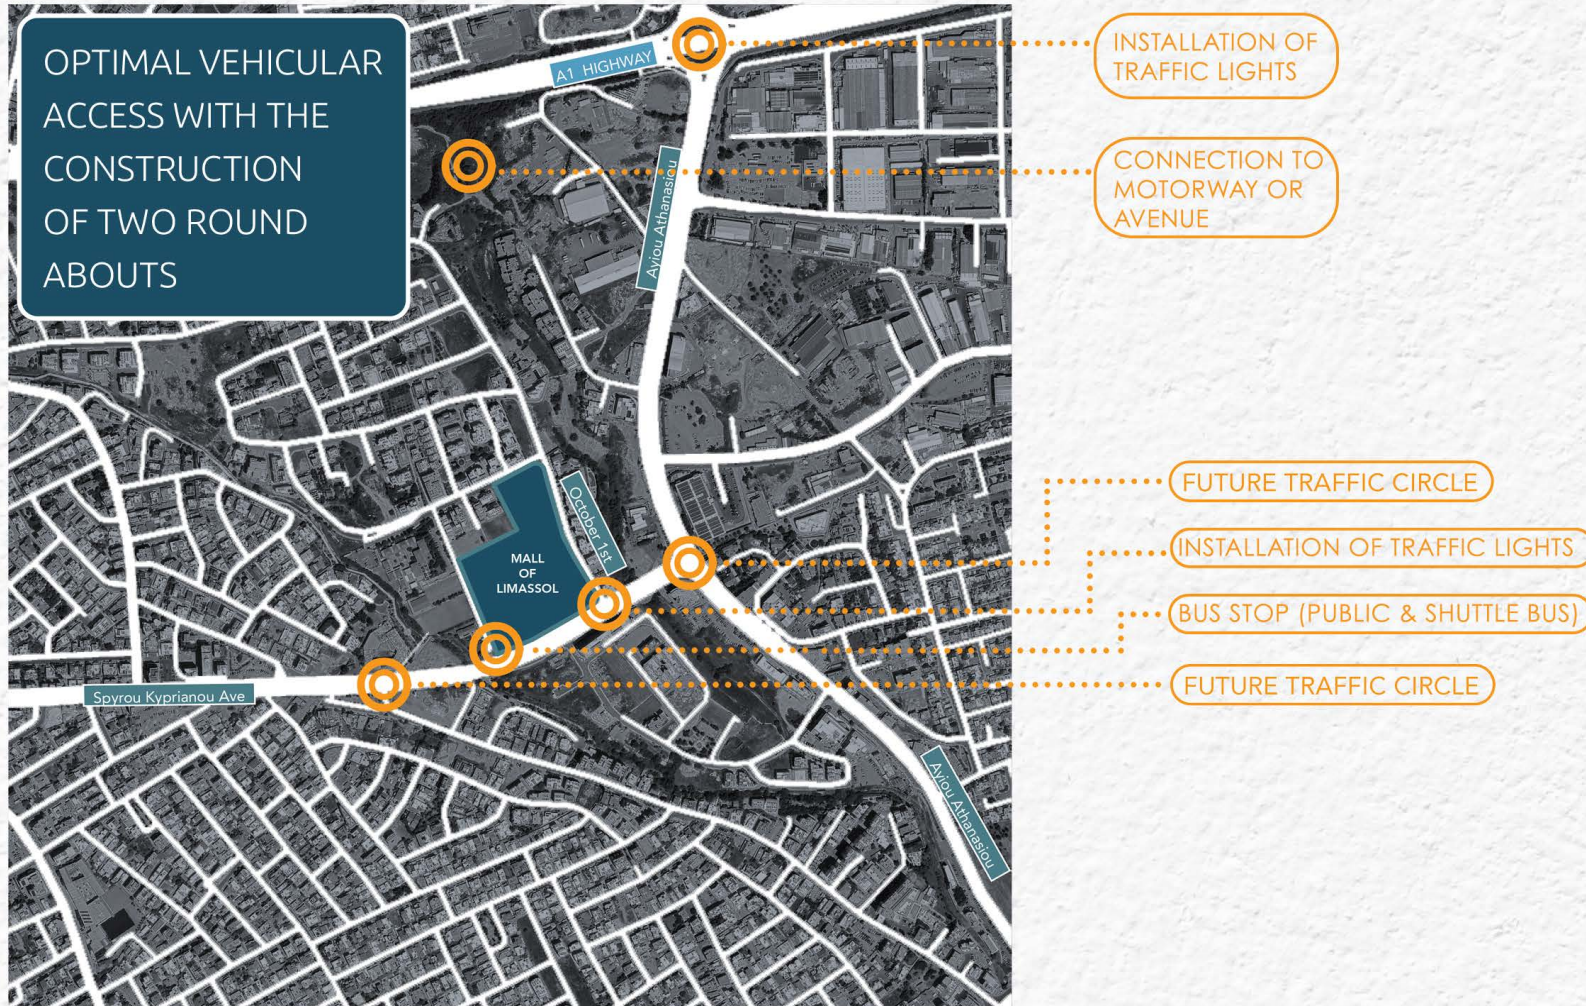 OPTIMAL VEHICULAR
ACCESS WITH THE
CONSTRUCTION
OF TWO ROUND
ABOUTS
A1 HIGHWAY
INSTALLATION OF
TRAFFIC LIGHTS
CONNECTION TO
MOTORWAY OR
AVENUE
Ayiou Athanasiou
October 1st
MALL
OF
LIMASSOL
FUTURE TRAFFIC CIRCLE
INSTALLATION OF TRAFFIC LIGHTS
BUS STOP (PUBLIC & SHUTTLE BUS)
FUTURE TRAFFIC CIRCLE
Spyrou Kyprianou Ave
Ayiou Athanasiou